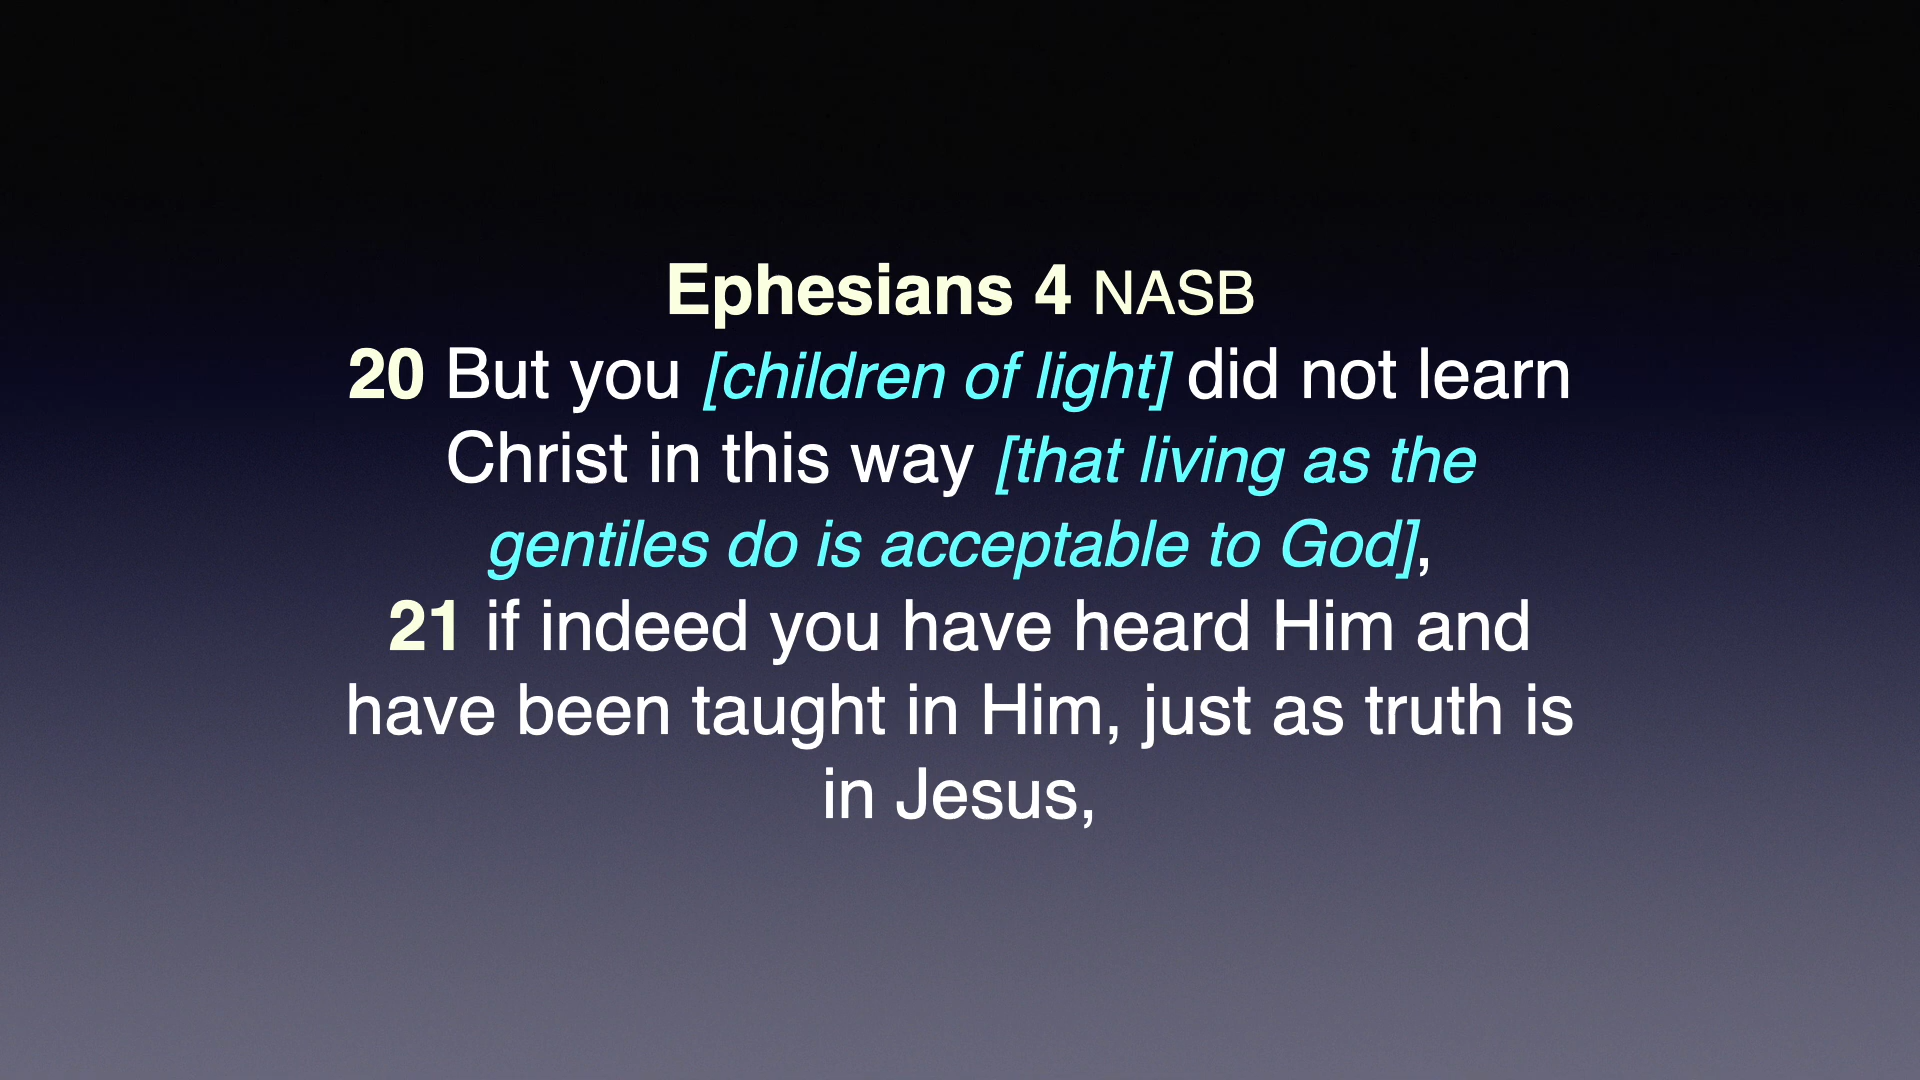 Ephesians 4 NASB
20 But you [children of light] did not learn
Christ in this way [that living as the
gentiles do is acceptable to God],
21 if indeed you have heard Him and
have been taught in Him, just as truth is
in Jesus,